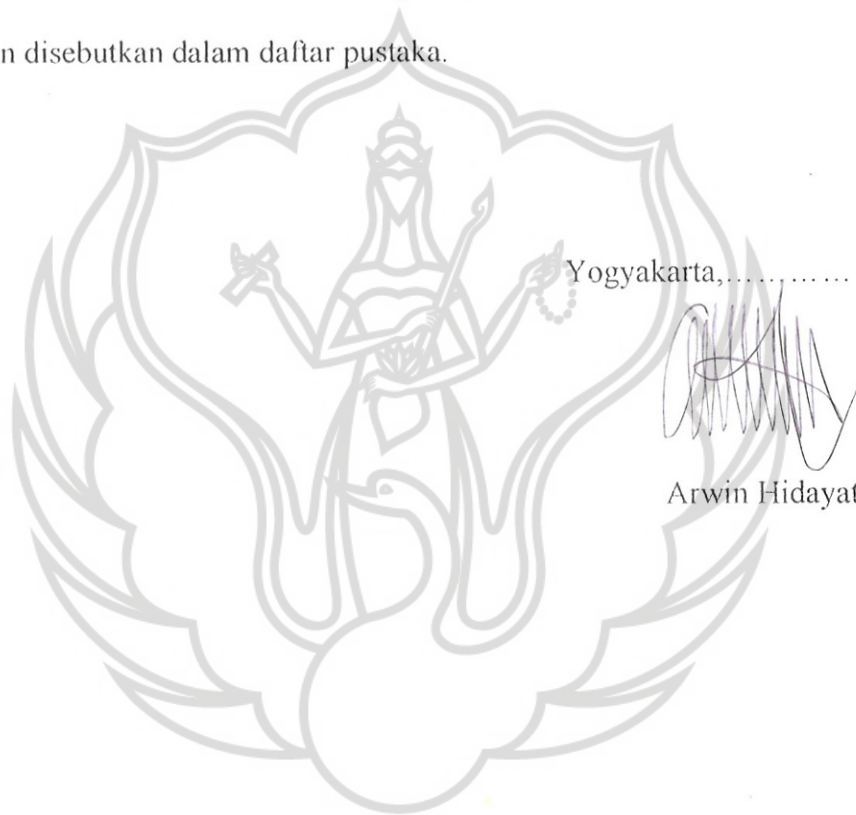 n disebutkan dalam daftar pustaka.
Yogyakarta,.............
Arwin Hidayat